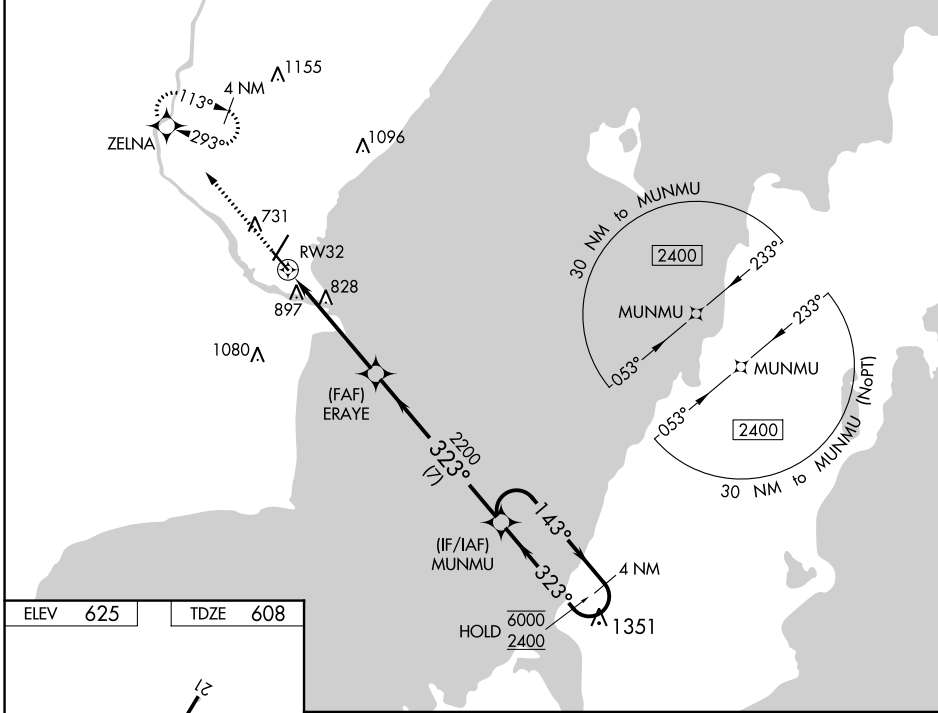 1155
4 NM
113°
293°
ZELNA
1096
731
RW32
828
897
1080
(FAF)
ERAYE
2200
323°
(7)
(IF/IAF)
MUNMU
143°
323°
4 NM
HOLD
6000
2400
1351
30 NM to MUNMU
2400
233°
MUNMU
053°
233°
MUNMU
053°
2400
30 NM to MUNMU (NoPT)
ELEV 625
TDZE 608
21